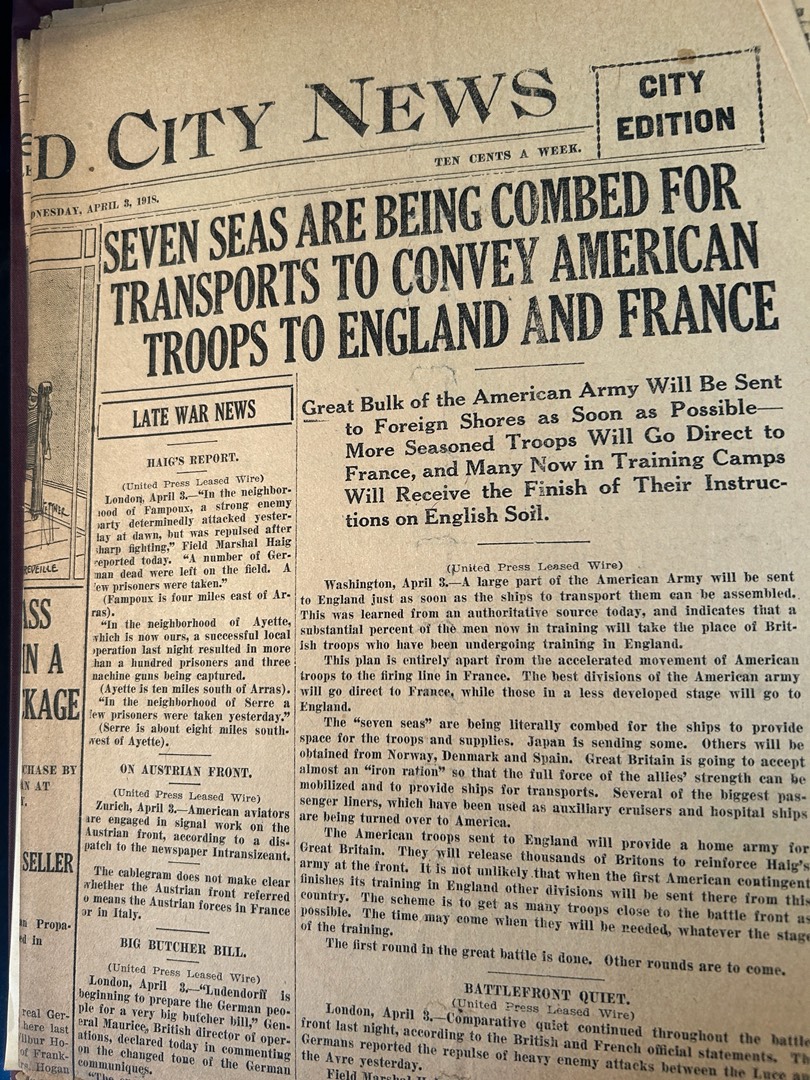 D. CITY NEWS
CITY
EDITION
TEN CENTS A WEEK.
APRIL 3, 1918.
SEVEN SEAS ARE BEING COMBED FOR
TRANSPORTS TO CONVEY AMERICAN
TROOPS TO ENGLAND AND FRANCE
REVEILLE
ASS
N A
KAGE
CHASE BY
N AT
SELLER
n Propa-
ed in
real Ger-
here last
lbur Ho-
of Frank-
Hogan
LATE WAR NEWS
HAIG'S REPORT.
(United Press Leased Wire)
London, April 3.—"In the neighbor-
ood of Fampoux, a strong enemy
arty determinedly attacked yester-
ay at dawn, but was repulsed after
harp fighting," Field Marshal Haig
eported today. "A number of Ger-
man dead were left on the field. A
ew prisoners were taken."
(Fampoux is four miles east of Ar-
ras).
"In the neighborhood of Ayette,
which is now ours, a successful local
operation last night resulted in more
han a hundred prisoners and three
machine guns being captured.
(Ayette is ten miles south of Arras).
"In the neighborhood of Serre a
few prisoners were taken yesterday."
(Serre is about eight miles south-
west of Ayette).
ON AUSTRIAN FRONT.
(United Press Leased Wire)
Zurich, April 3.—American aviators
are engaged in signal work on the
Austrian front, according to a dis-
patch to the newspaper Intransizeant.
The cablegram does not make clear
whether the Austrian front referred
o means the Austrian forces in France
or in Italy.
BIG BUTCHER BILL.
(United Press Leased Wire)
London, April 3.—"Ludendorff is
beginning to prepare the German peo-
ple for a very big butcher bill," Gen-
eral Maurice, British director of oper-
ations, declared today in commenting
on the changed tone of the German
communiques.
Great Bulk of the American Army Will Be Sent
to Foreign Shores as Soon as Possible—
More Seasoned Troops Will Go Direct to
France, and Many Now in Training Camps
Will Receive the Finish of Their Instruc-
tions on English Soil.
(United Press Leased Wire)
Washington, April 3.—A large part of the American Army will be sent
to England just as soon as the ships to transport them can be assembled.
This was learned from an authoritative source today, and indicates that a
substantial percent of the men now in training will take the place of Brit-
ish troops who have been undergoing training in England.
This plan is entirely apart from the accelerated movement of American
troops to the firing line in France. The best divisions of the American army
will go direct to France, while those in a less developed stage will go to
England.
The "seven seas" are being literally combed for the ships to provide
space for the troops and supplies. Japan is sending some. Others will be
obtained from Norway, Denmark and Spain. Great Britain is going to accept
almost an "iron ration" so that the full force of the allies' strength can be
mobilized and to provide ships for transports. Several of the biggest pas-
senger liners, which have been used as auxiliary cruisers and hospital ships
are being turned over to America.
The American troops sent to England will provide a home army for
Great Britain. They will release thousands of Britons to reinforce Haig's
army at the front. It is not unlikely that when the first American contingent
finishes its training in England other divisions will be sent there from this
country. The scheme is to get as many troops close to the battle front as
possible. The time may come when they will be needed, whatever the stage
of the training.
The first round in the great battle is done. Other rounds are to come.
BATTLEFRONT QUIET.
(United Press Leased Wire)
London, April 3.—Comparative quiet continued throughout the battle
front last night, according to the British and French official statements. Th
Germans reported the repulse of heavy enemy attacks between the Luce an
the Avre yesterday.
Field Marshal